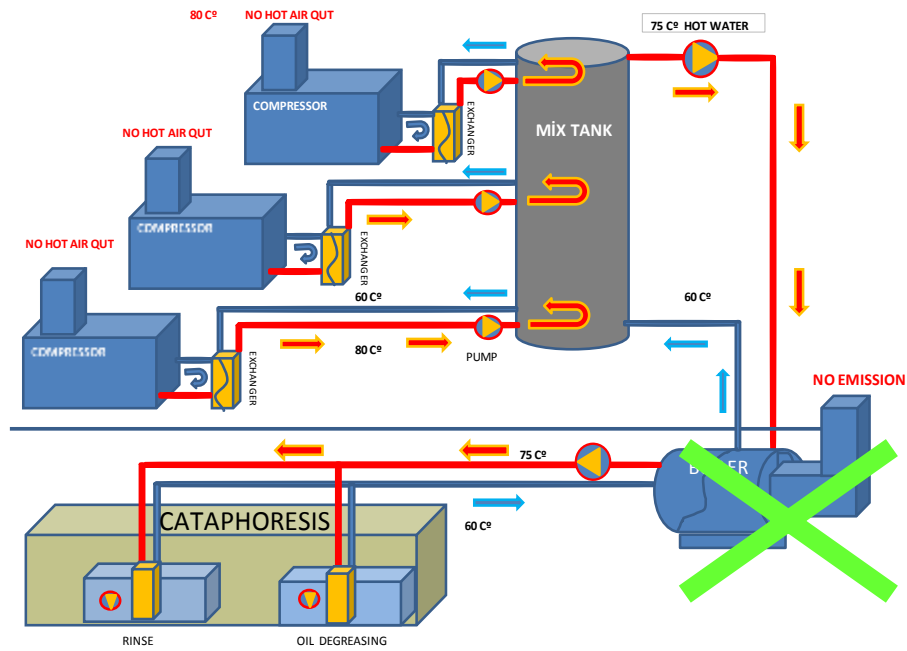 80 Cº NO HOT AIR QUT
75 Cº HOT WATER
COMPRESSOR
EXCHANGER
MİX TANK
NO HOT AIR QUT
COMPRESSOR
EXCHANGER
NO HOT AIR QUT
60 Cº
60 Cº
COMPRESSOR
EXCHANGER
80 Cº
PUMP
NO EMISSION
75 Cº
CATAPHORESIS
60 Cº
RINSE
OIL DEGREASING